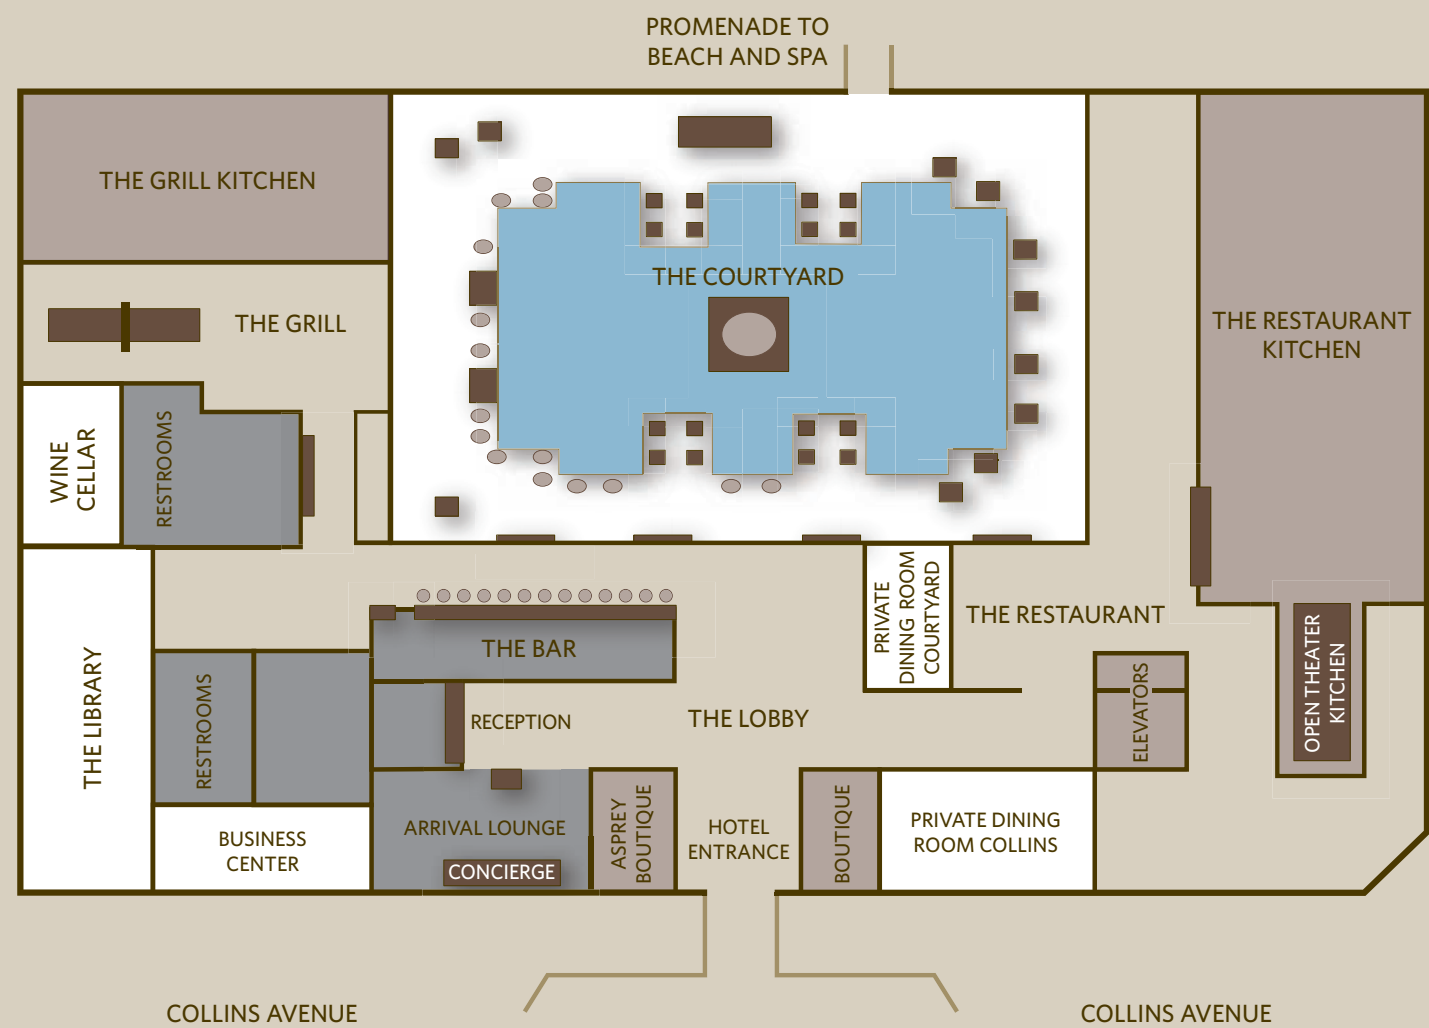 PROMENADE TO
BEACH AND SPA
THE GRILL KITCHEN
THE COURTYARD
THE GRILL
THE RESTAURANT
KITCHEN
WINE
CELLAR
RESTROOMS
PRIVATE
DINING ROOM
COURTYARD
THE RESTAURANT
THE BAR
THE LIBRARY
RESTROOMS
RECEPTION
THE LOBBY
ELEVATORS
OPEN THEATER
KITCHEN
BUSINESS
CENTER
ARRIVAL LOUNGE
CONCIERGE
ASPREY
BOUTIQUE
HOTEL
ENTRANCE
BOUTIQUE
PRIVATE DINING
ROOM COLLINS
COLLINS AVENUE
COLLINS AVENUE